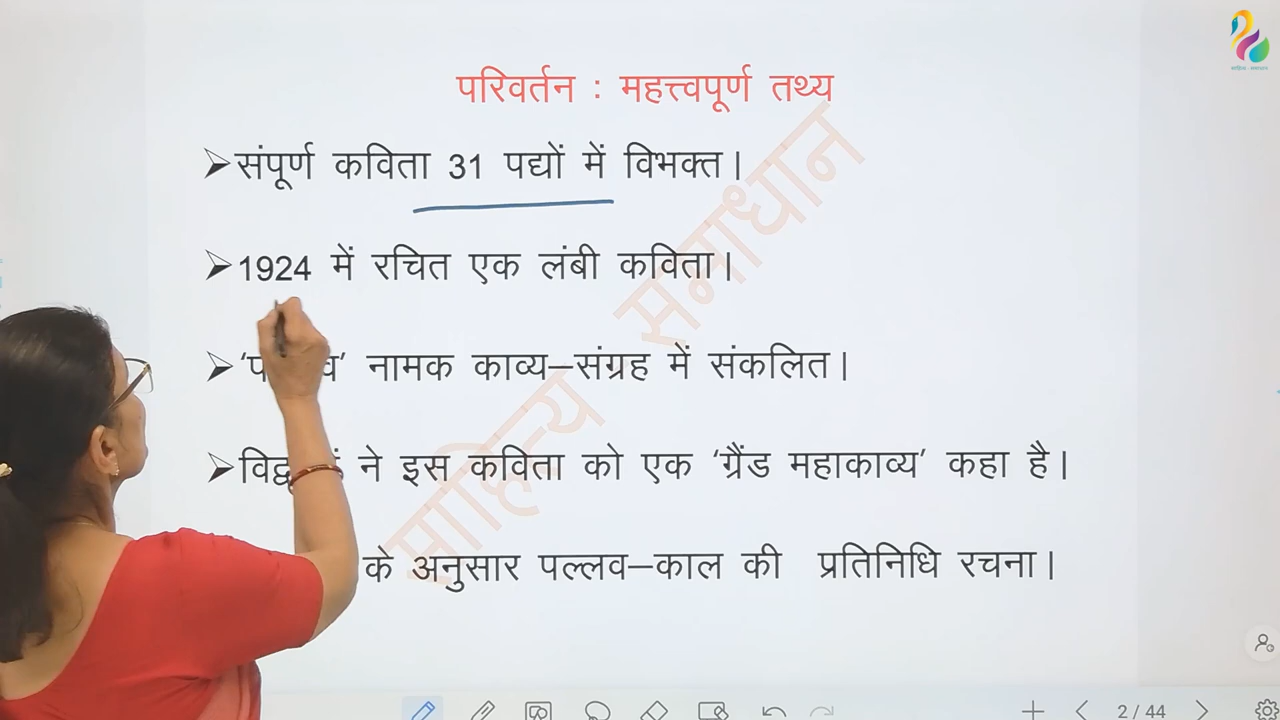 परिवर्तन : महत्त्वपूर्ण तथ्य
➢संपूर्ण कविता 31 पद्यों में विभक्त।
➢1924 में रचित एक लंबी कविता।
➢ नामक काव्य–संग्रह में संकलित।
➢ ने इस कविता को एक ‘ग्रैंड महाकाव्य’ कहा है।
के अनुसार पल्लव–काल की प्रतिनिधि रचना।
साहित्य समाधान
2 / 44